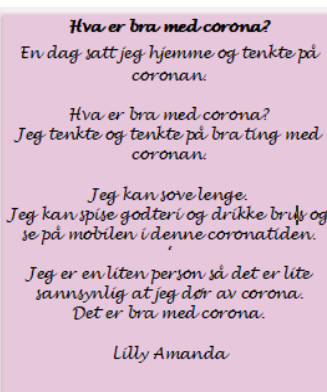 Hva er bra med corona?
En dag satt jeg hjemme og tenkte på
coronan.
Hva er bra med corona?
Jeg tenkte og tenkte på bra ting med
coronan.
Jeg kan sove lenge.
Jeg kan spise godteri og drikke brus og
se på mobilen i denne coronatiden.
‘
Jeg er en liten person så det er lite
sannsynlig at jeg dør av corona.
Det er bra med corona.
Lilly Amanda